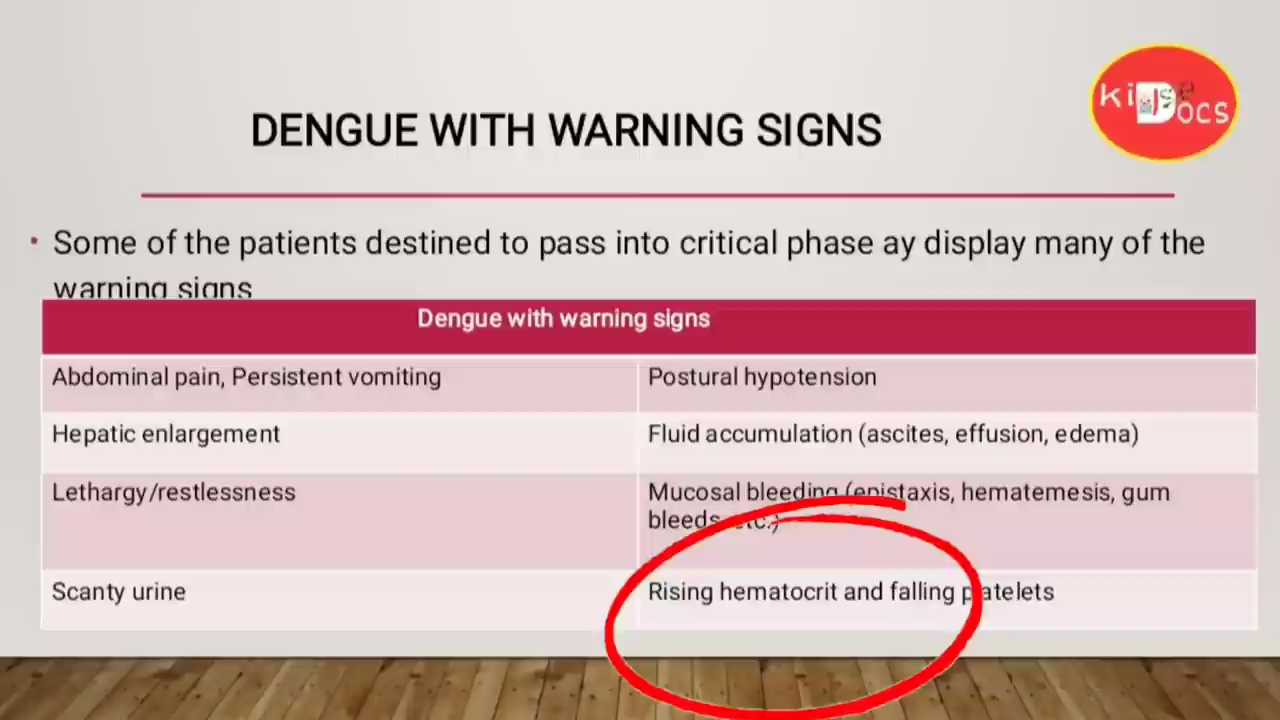 DENGUE WITH WARNING SIGNS
• Some of the patients destined to pass into critical phase ay display many of the
warning signs
Dengue with warning signs
Abdominal pain, Persistent vomiting
Postural hypotension
Hepatic enlargement
Fluid accumulation (ascites, effusion, edema)
Lethargy/restlessness
Mucosal bleeding (epistaxis, hematemesis, gum
bleeds, etc.)
Scanty urine
Rising hematocrit and falling platelets